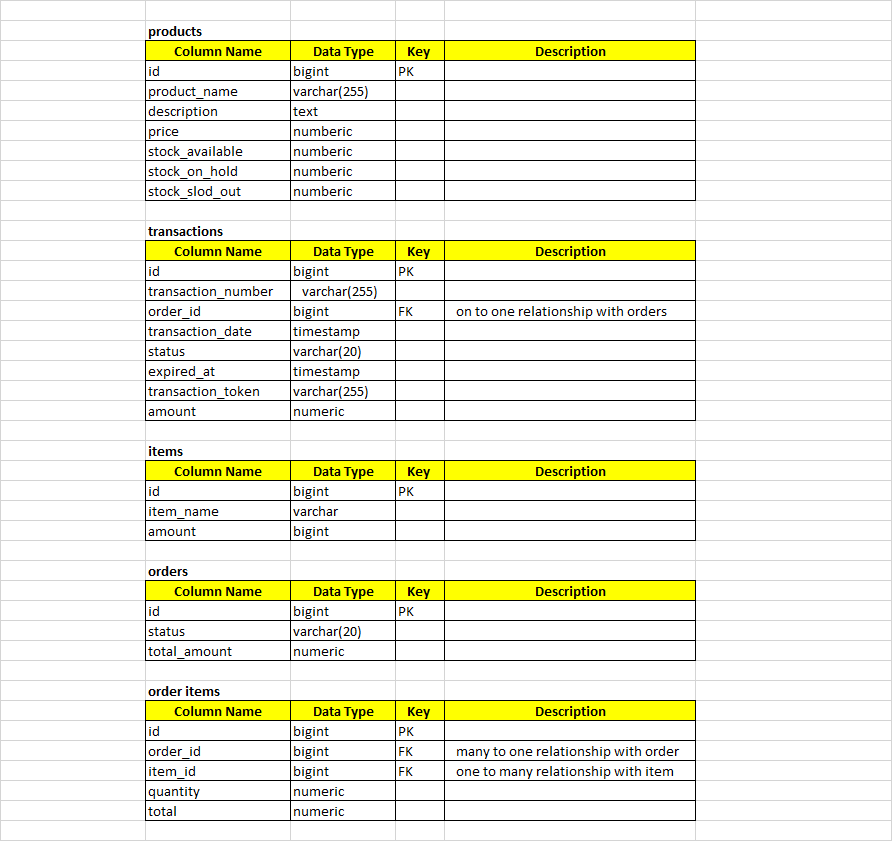 products
Column Name Data Type Key Description
id bigint PK
product_name varchar(255)
description text
price numberic
stock_available numberic
stock_on_hold numberic
stock_slod_out numberic
transactions
Column Name Data Type Key Description
id bigint PK
transaction_number varchar(255)
order_id bigint FK on to one relationship with orders
transaction_date timestamp
status varchar(20)
expired_at timestamp
transaction_token varchar(255)
amount numeric
items
Column Name Data Type Key Description
id bigint PK
item_name varchar
amount bigint
orders
Column Name Data Type Key Description
id bigint PK
status varchar(20)
total_amount numeric
order items
Column Name Data Type Key Description
id bigint PK
order_id bigint FK many to one relationship with order
item_id bigint FK one to many relationship with item
quantity numeric
total numeric